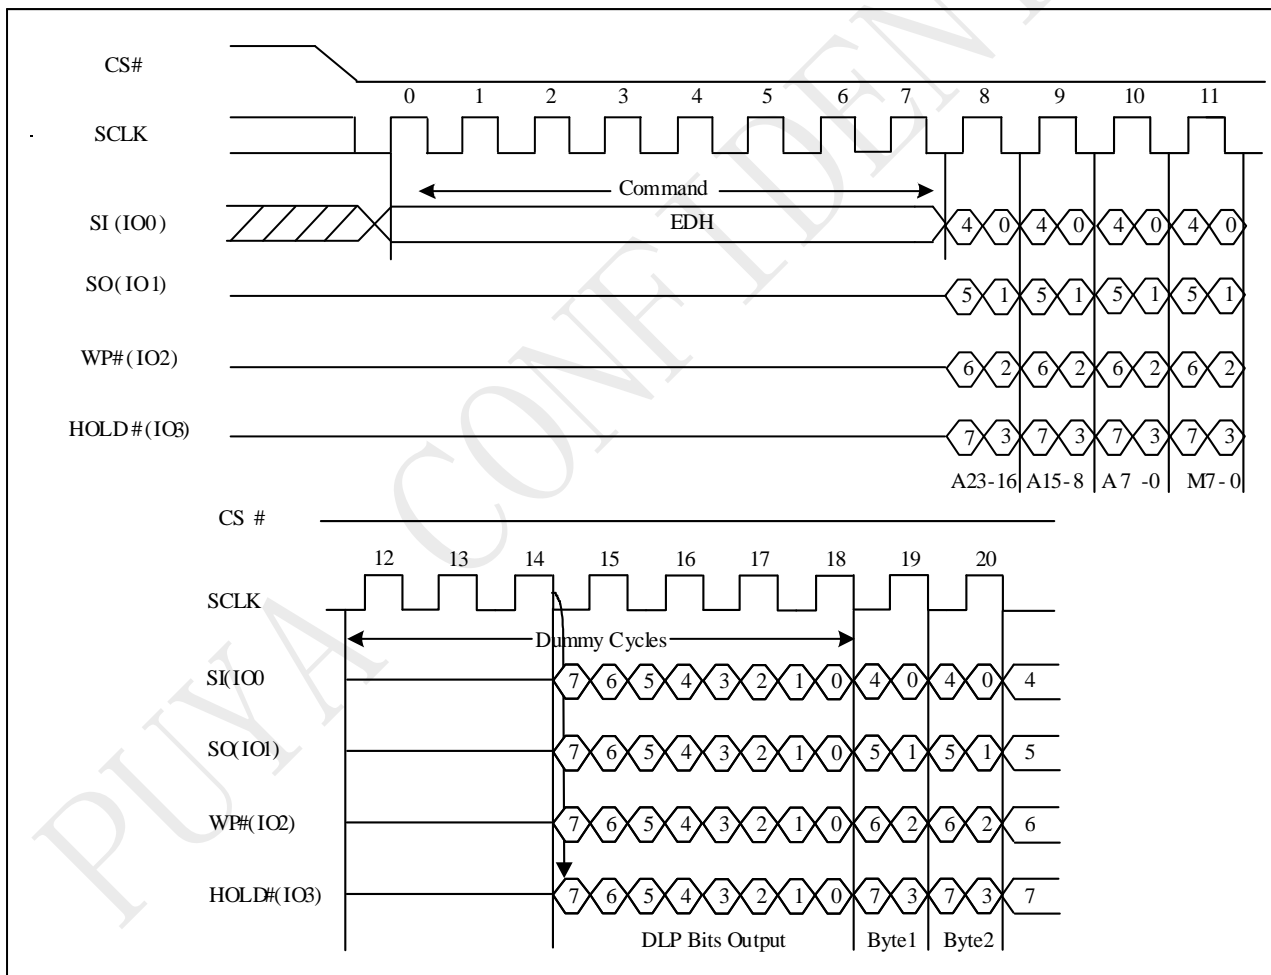 CS#
0 1 2 3 4 5 6 7 8 9 10 11
SCLK
Command
SI (IO0) EDH 4 0 4 0 4 0 4 0
SO(IO1) 5 1 5 1 5 1 5 1
WP#(IO2) 6 2 6 2 6 2 6 2
HOLD#(IO3) 7 3 7 3 7 3 7 3
A23-16 A15-8 A7-0 M7-0
CS #
12 13 14 15 16 17 18 19 20
SCLK
Dummy Cycles
SI(IO0 7 6 5 4 3 2 1 0 4 0 4 0 4
SO(IO1) 7 6 5 4 3 2 1 0 5 1 5 1 5
WP#(IO2) 7 6 5 4 3 2 1 0 6 2 6 2 6
HOLD#(IO3) 7 6 5 4 3 2 1 0 7 3 7 3 7
DLP Bits Output Byte1 Byte2
PUYA CONFIDEN